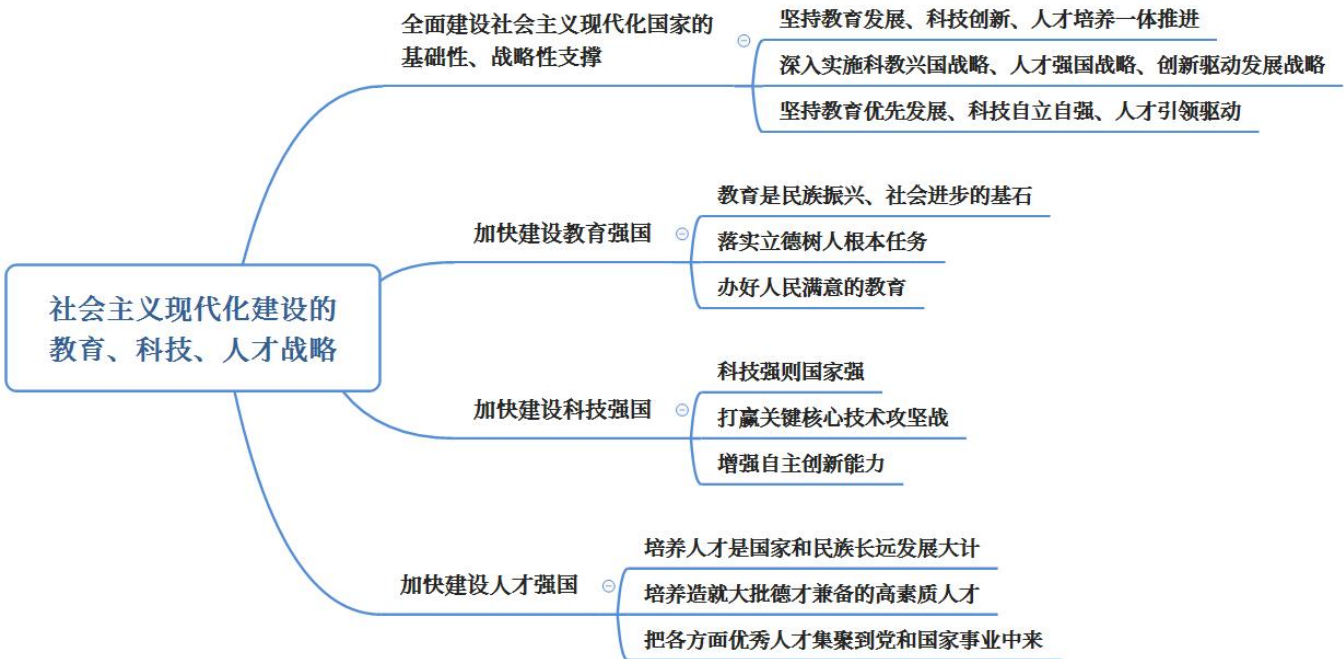 社会主义现代化建设的
教育、科技、人才战略
全面建设社会主义现代化国家的
基础性、战略性支撑
坚持教育发展、科技创新、人才培养一体推进
深入实施科教兴国战略、人才强国战略、创新驱动发展战略
坚持教育优先发展、科技自立自强、人才引领驱动
加快建设教育强国
教育是民族振兴、社会进步的基石
落实立德树人根本任务
办好人民满意的教育
加快建设科技强国
科技强则国家强
打赢关键核心技术攻坚战
增强自主创新能力
加快建设人才强国
培养人才是国家和民族长远发展大计
培养造就大批德才兼备的高素质人才
把各方面优秀人才集聚到党和国家事业中来